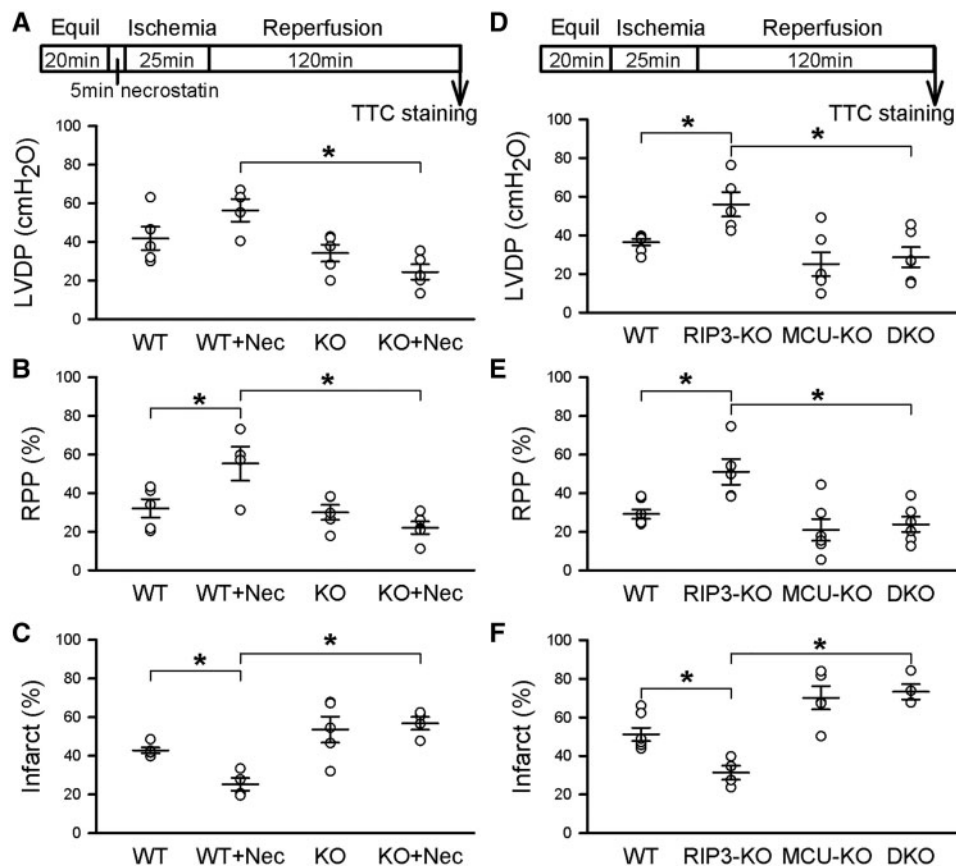 A
Equil Ischemia Reperfusion
20min 25min 120min
5min necrostatin
TTC staining
LVDP (cmH₂O)
100
80
60
40
20
0
*
WT WT+Nec KO KO+Nec
B
RPP (%)
100
80
60
40
20
0
* *
WT WT+Nec KO KO+Nec
C
Infarct (%)
100
80
60
40
20
0
* *
WT WT+Nec KO KO+Nec
D
Equil Ischemia Reperfusion
20min 25min 120min
TTC staining
LVDP (cmH₂O)
100
80
60
40
20
0
* *
WT RIP3-KO MCU-KO DKO
E
RPP (%)
100
80
60
40
20
0
* *
WT RIP3-KO MCU-KO DKO
F
Infarct (%)
100
80
60
40
20
0
* *
WT RIP3-KO MCU-KO DKO